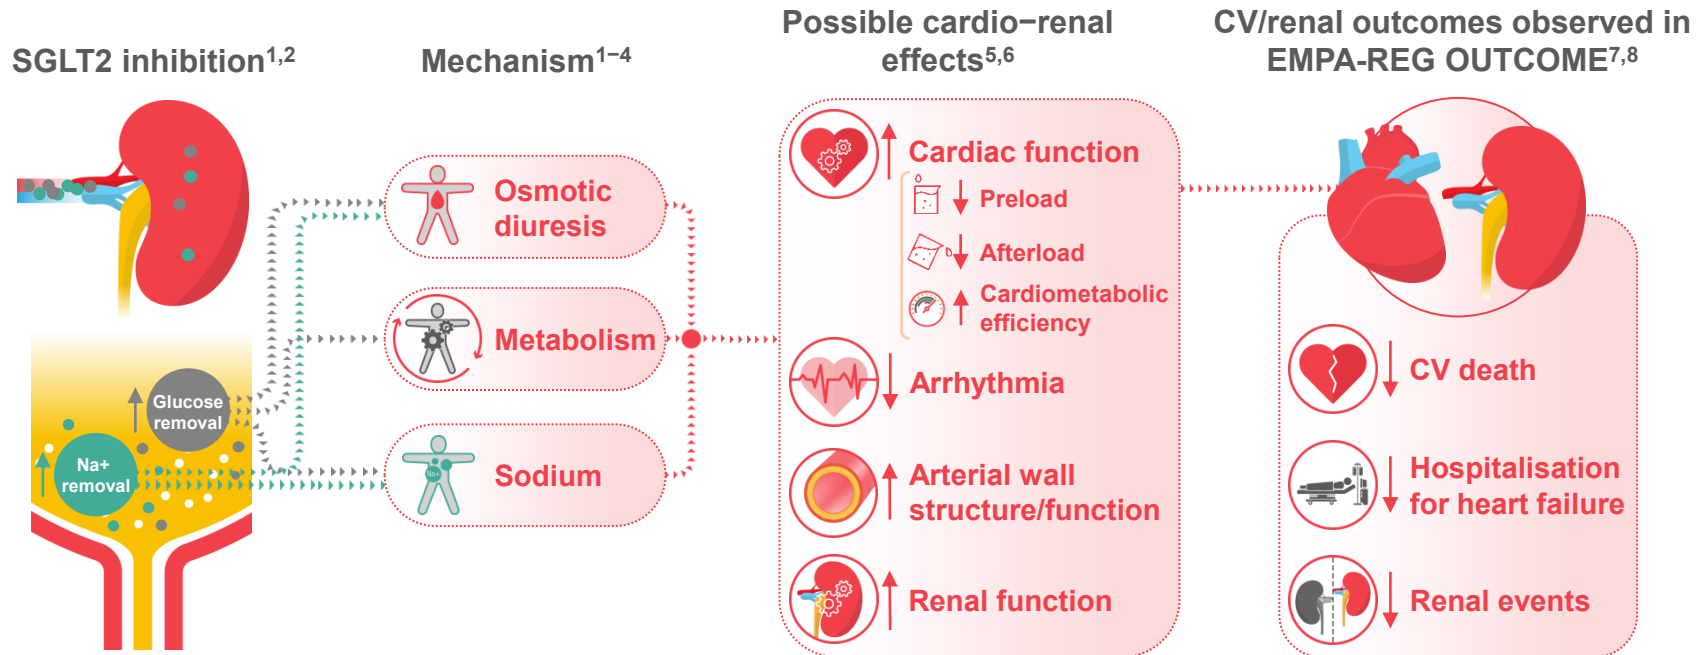 SGLT2 inhibition1,2
Glucose
removal
Na+
removal
Mechanism1−4
Osmotic
diuresis
Metabolism
Na+
Sodium
Possible cardio−renal
effects5,6
Cardiac function
Preload
Afterload
Cardiometabolic
efficiency
Arrhythmia
Arterial wall
structure/function
Renal function
CV/renal outcomes observed in
EMPA-REG OUTCOME7,8
CV death
Hospitalisation
for heart failure
Renal events